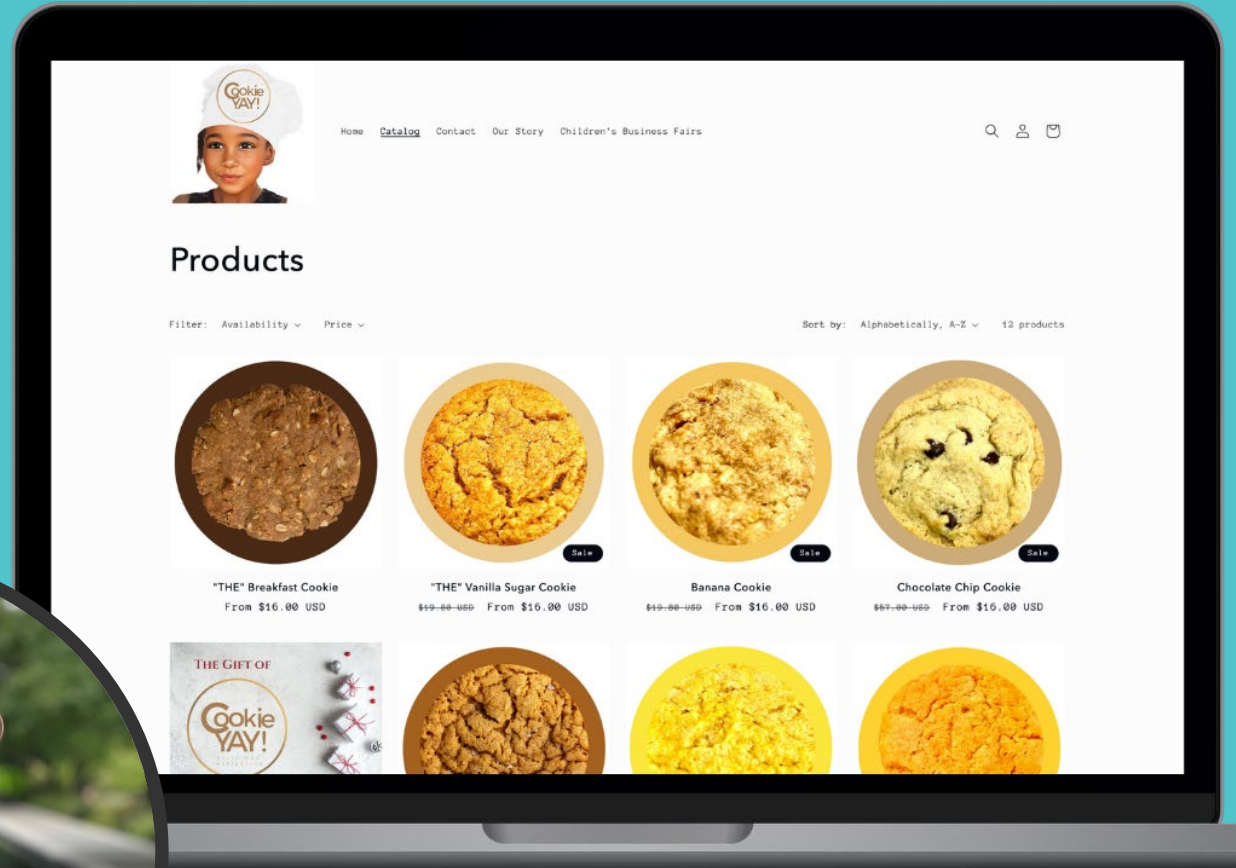 Cookie
YAY!
Home Catalog Contact Our Story Children's Business Fairs
Products
Filter: Availability Price Sort by: Alphabetically, A-Z 12 products
Sale Sale Sale
"THE" Breakfast Cookie "THE" Vanilla Sugar Cookie Banana Cookie Chocolate Chip Cookie
From $16.00 USD $19.00 USD From $16.00 USD $19.00 USD From $16.00 USD $67.00 USD From $16.00 USD
THE GIFT OF
Cookie
YAY!